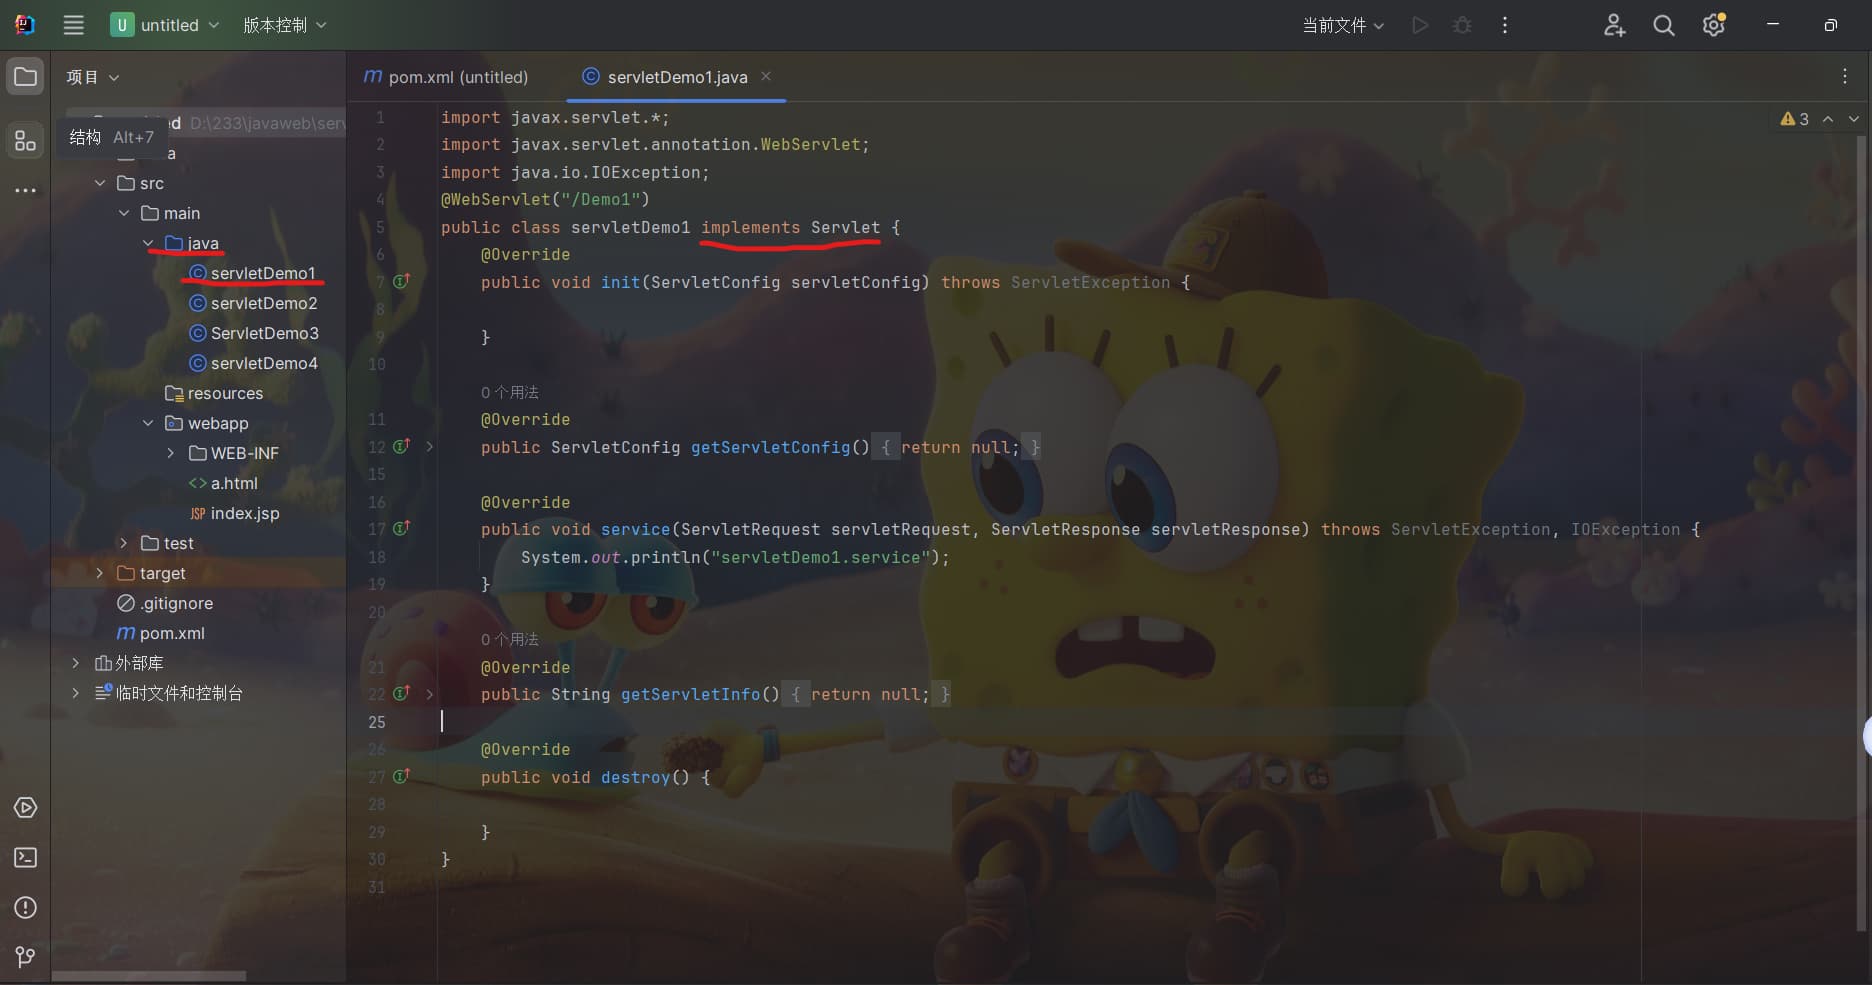 U untitled 版本控制 当前文件
项目
m pom.xml (untitled) servletDemo1.java
D:\233\javaweb\serv
结构 Alt+7
src
main
java
servletDemo1
servletDemo2
ServletDemo3
servletDemo4
resources
webapp
WEB-INF
<> a.html
JSP index.jsp
test
target
.gitignore
m pom.xml
外部库
临时文件和控制台
3
1 import javax.servlet.*;
2 import javax.servlet.annotation.WebServlet;
3 import java.io.IOException;
4 @WebServlet("/Demo1")
5 public class servletDemo1 implements Servlet {
6 @Override
7 public void init(ServletConfig servletConfig) throws ServletException {
8
9 }
10
0 个用法
11 @Override
12 public ServletConfig getServletConfig() { return null; }
15
16 @Override
17 public void service(ServletRequest servletRequest, ServletResponse servletResponse) throws ServletException, IOException {
18 System.out.println("servletDemo1.service");
19 }
20
0 个用法
21 @Override
22 public String getServletInfo() { return null; }
25
26 @Override
27 public void destroy() {
28
29 }
30 }
31